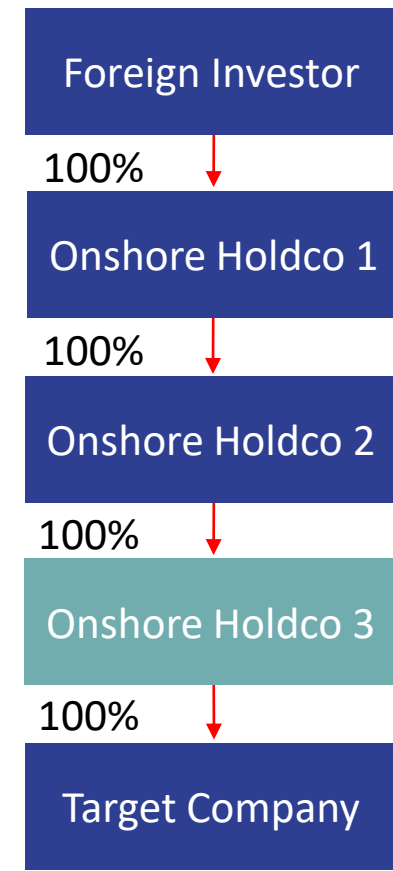 Foreign Investor
100%
Onshore Holdco 1
100%
Onshore Holdco 2
100%
Onshore Holdco 3
100%
Target Company